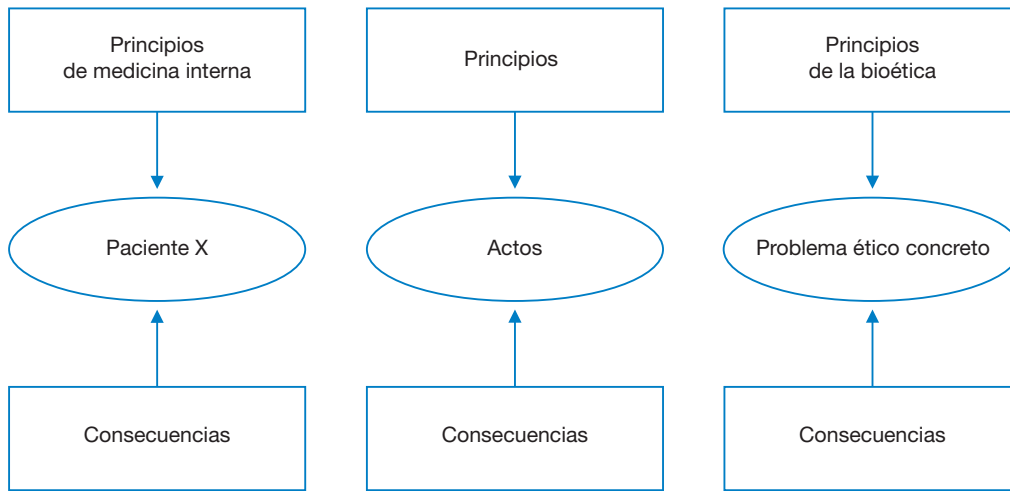 Principios
de medicina interna
Principios
Principios
de la bioética
Paciente X
Actos
Problema ético concreto
Consecuencias
Consecuencias
Consecuencias